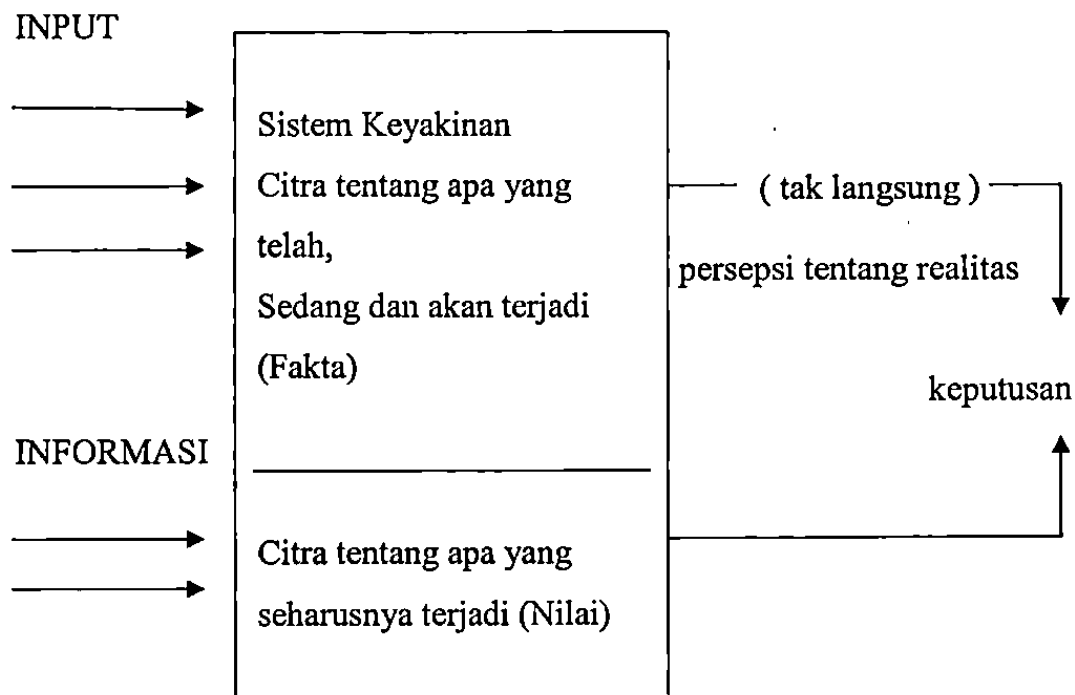 INPUT
Sistem Keyakinan
Citra tentang apa yang
telah,
Sedang dan akan terjadi
(Fakta)
( tak langsung )
persepsi tentang realitas
keputusan
INFORMASI
Citra tentang apa yang
seharusnya terjadi (Nilai)